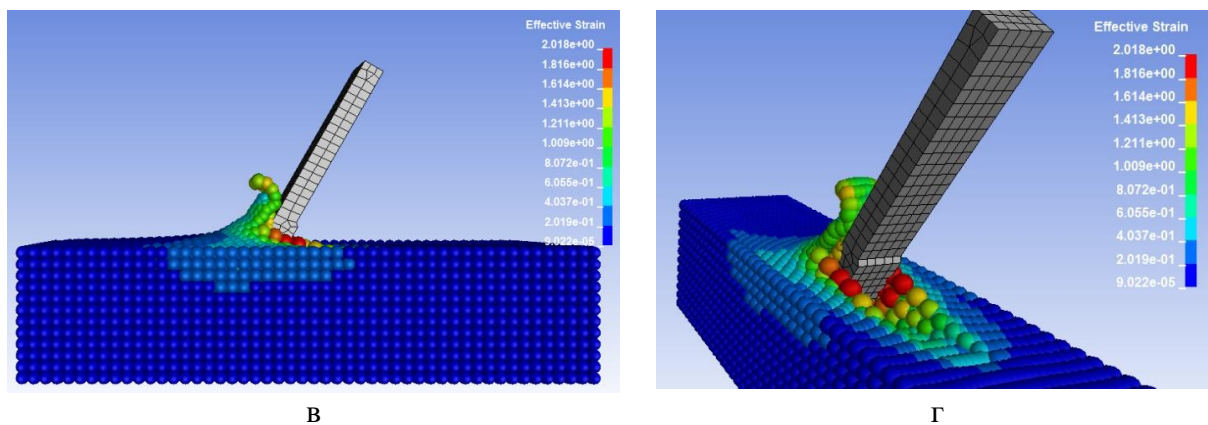 Effective Strain
2.018e+00
1.816e+00
1.614e+00
1.413e+00
1.211e+00
1.009e+00
8.072e-01
6.055e-01
4.037e-01
2.019e-01
9.022e-05
Effective Strain
2.018e+00
1.816e+00
1.614e+00
1.413e+00
1.211e+00
1.009e+00
8.072e-01
6.055e-01
4.037e-01
2.019e-01
9.022e-05
в
г